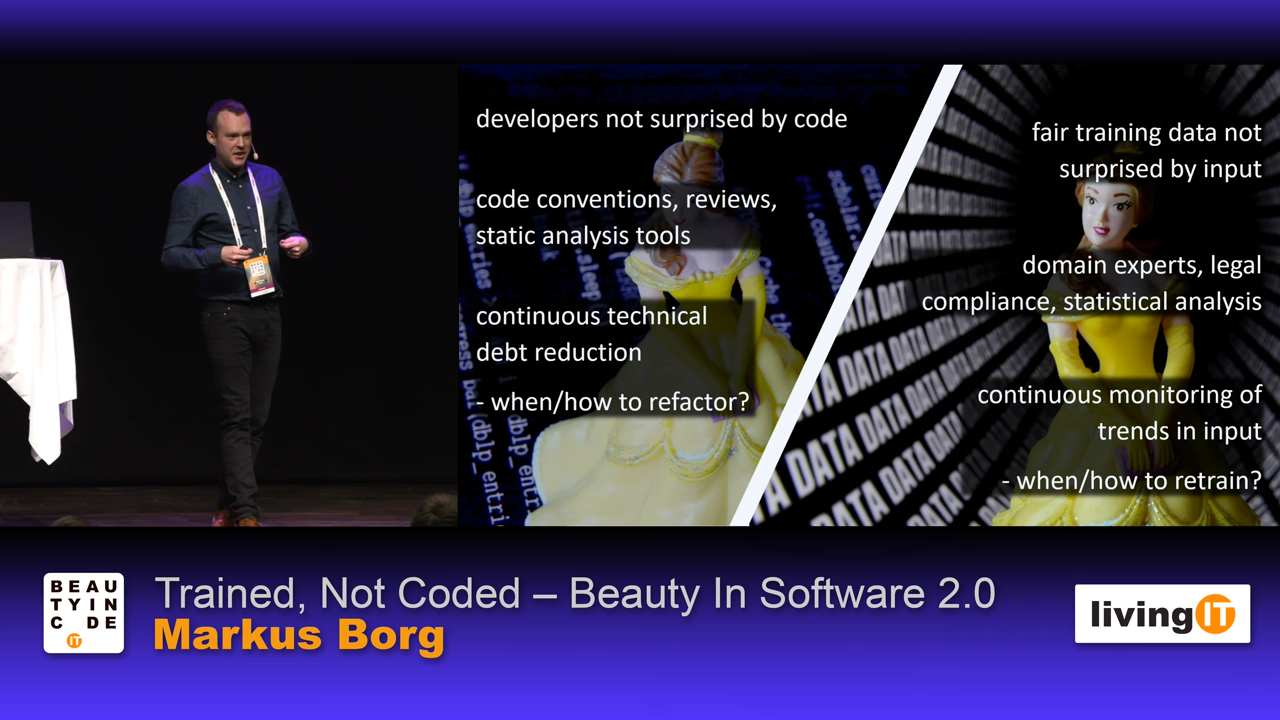 developers not surprised by code
code conventions, reviews,
static analysis tools
continuous technical
debt reduction
- when/how to refactor?
fair training data not
surprised by input
domain experts, legal
compliance, statistical analysis
continuous monitoring of
trends in input
- when/how to retrain?
DATA DATA DATA
BEAU
TYIN
C DE
IT
Trained, Not Coded – Beauty In Software 2.0
Markus Borg
livingIT